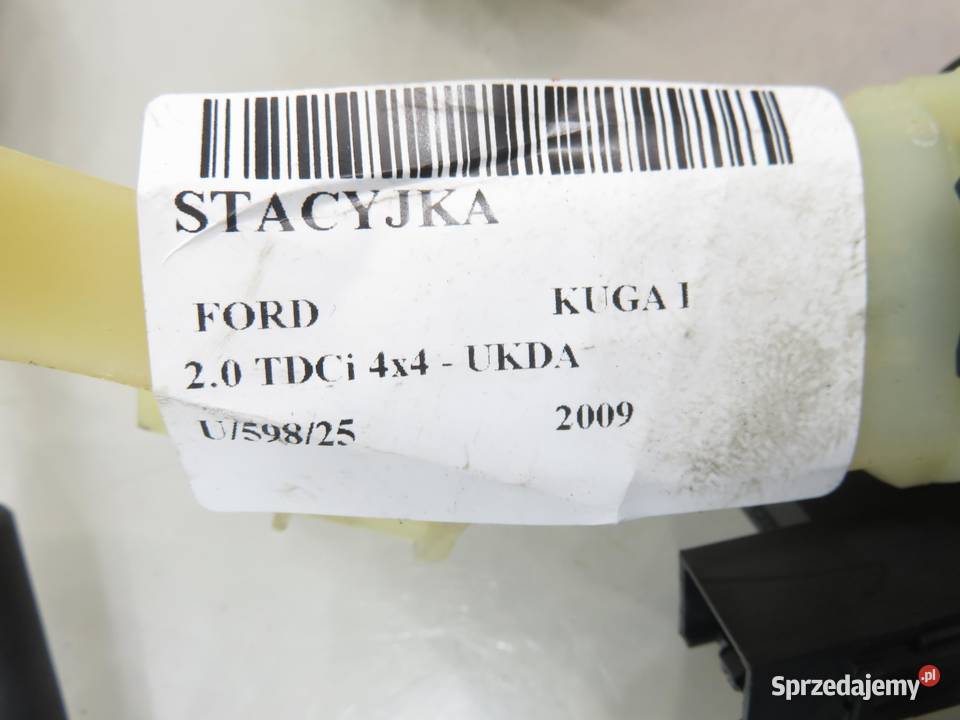 STACYJKA
FORD KUGA I
2.0 TDCi 4x4 - UKDA
U/598/25 2009
Sprzedajemy.pl